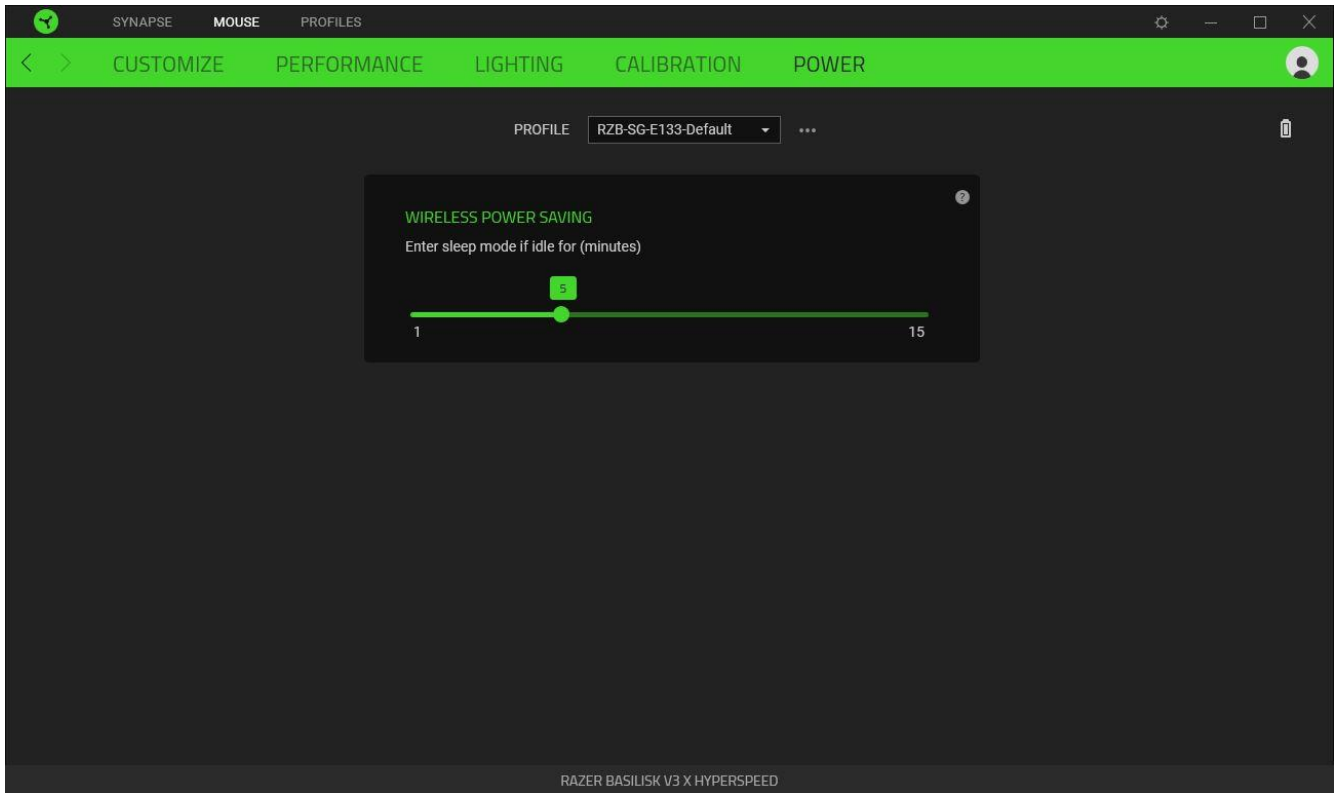 SYNAPSE MOUSE PROFILES
CUSTOMIZE PERFORMANCE LIGHTING CALIBRATION POWER
PROFILE RZB-SG-E133-Default
WIRELESS POWER SAVING
?
Enter sleep mode if idle for (minutes)
5
1 15
RAZER BASILISK V3 X HYPERSPEED